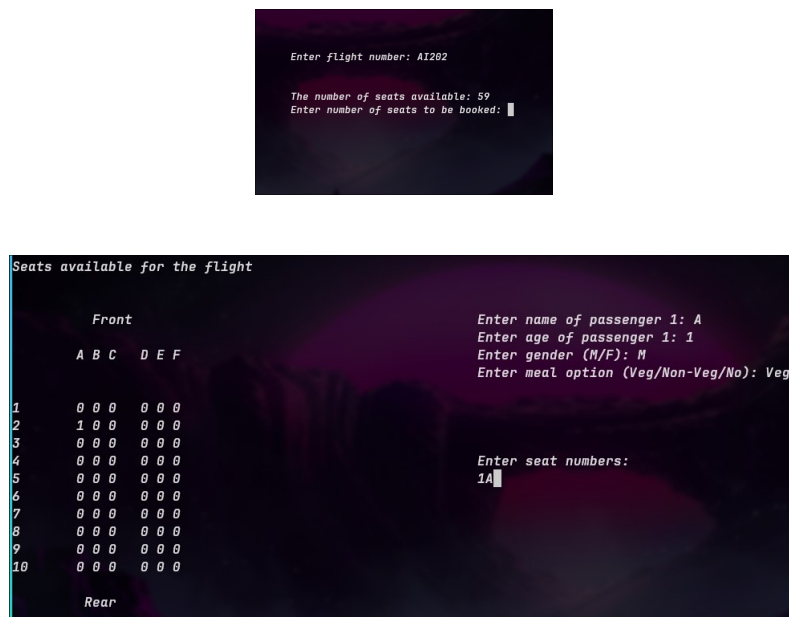 Enter flight number: AI202
The number of seats available: 59
Enter number of seats to be booked:
Seats available for the flight
Front
A B C D E F
1 0 0 0 0 0 0
2 1 0 0 0 0 0
3 0 0 0 0 0 0
4 0 0 0 0 0 0
5 0 0 0 0 0 0
6 0 0 0 0 0 0
7 0 0 0 0 0 0
8 0 0 0 0 0 0
9 0 0 0 0 0 0
10 0 0 0 0 0 0
Rear
Enter name of passenger 1: A
Enter age of passenger 1: 1
Enter gender (M/F): M
Enter meal option (Veg/Non-Veg/No): Veg
Enter seat numbers:
1A